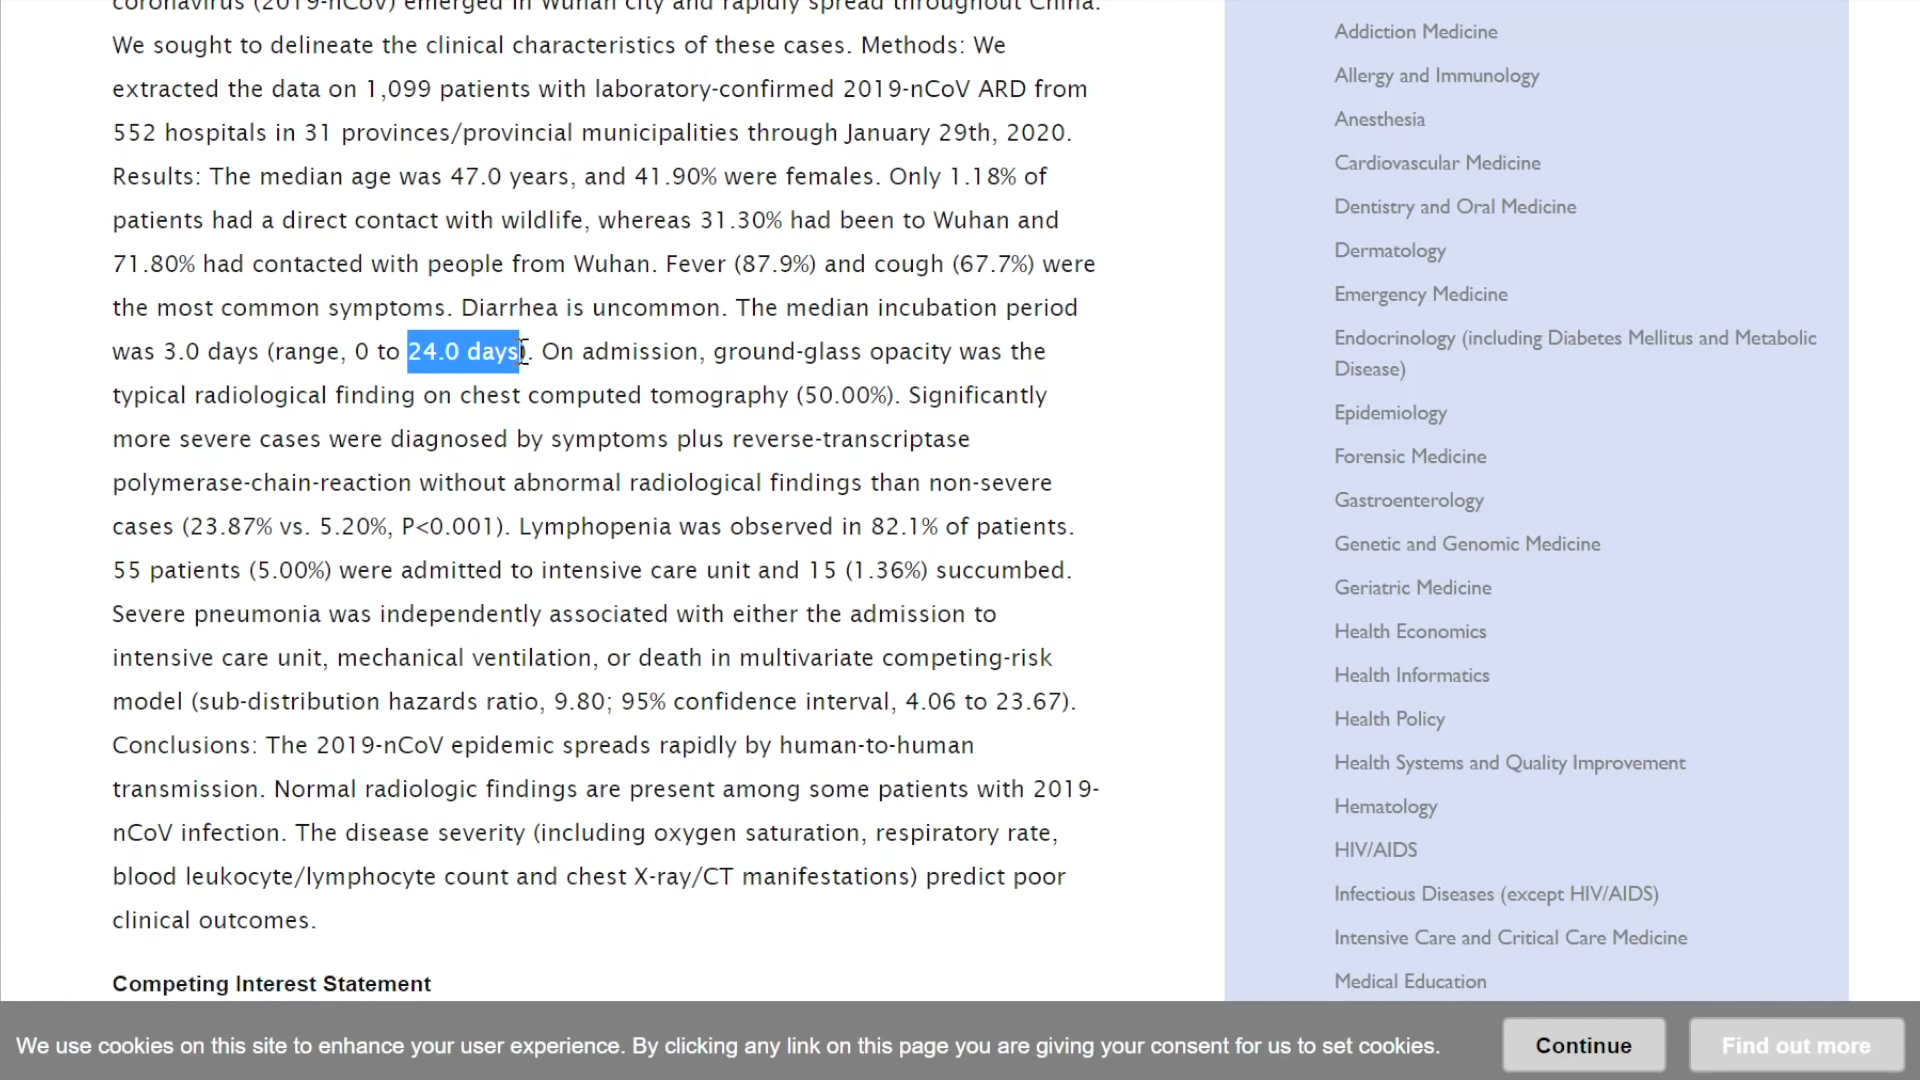 coronavirus (2019-nCoV) emerged in Wuhan city and rapidly spread throughout China.
We sought to delineate the clinical characteristics of these cases. Methods: We
extracted the data on 1,099 patients with laboratory-confirmed 2019-nCoV ARD from
552 hospitals in 31 provinces/provincial municipalities through January 29th, 2020.
Results: The median age was 47.0 years, and 41.90% were females. Only 1.18% of
patients had a direct contact with wildlife, whereas 31.30% had been to Wuhan and
71.80% had contacted with people from Wuhan. Fever (87.9%) and cough (67.7%) were
the most common symptoms. Diarrhea is uncommon. The median incubation period
was 3.0 days (range, 0 to 24.0 days). On admission, ground-glass opacity was the
typical radiological finding on chest computed tomography (50.00%). Significantly
more severe cases were diagnosed by symptoms plus reverse-transcriptase
polymerase-chain-reaction without abnormal radiological findings than non-severe
cases (23.87% vs. 5.20%, P<0.001). Lymphopenia was observed in 82.1% of patients.
55 patients (5.00%) were admitted to intensive care unit and 15 (1.36%) succumbed.
Severe pneumonia was independently associated with either the admission to
intensive care unit, mechanical ventilation, or death in multivariate competing-risk
model (sub-distribution hazards ratio, 9.80; 95% confidence interval, 4.06 to 23.67).
Conclusions: The 2019-nCoV epidemic spreads rapidly by human-to-human
transmission. Normal radiologic findings are present among some patients with 2019-
nCoV infection. The disease severity (including oxygen saturation, respiratory rate,
blood leukocyte/lymphocyte count and chest X-ray/CT manifestations) predict poor
clinical outcomes.
Competing Interest Statement
Addiction Medicine
Allergy and Immunology
Anesthesia
Cardiovascular Medicine
Dentistry and Oral Medicine
Dermatology
Emergency Medicine
Endocrinology (including Diabetes Mellitus and Metabolic
Disease)
Epidemiology
Forensic Medicine
Gastroenterology
Genetic and Genomic Medicine
Geriatric Medicine
Health Economics
Health Informatics
Health Policy
Health Systems and Quality Improvement
Hematology
HIV/AIDS
Infectious Diseases (except HIV/AIDS)
Intensive Care and Critical Care Medicine
Medical Education
We use cookies on this site to enhance your user experience. By clicking any link on this page you are giving your consent for us to set cookies.
Continue
Find out more